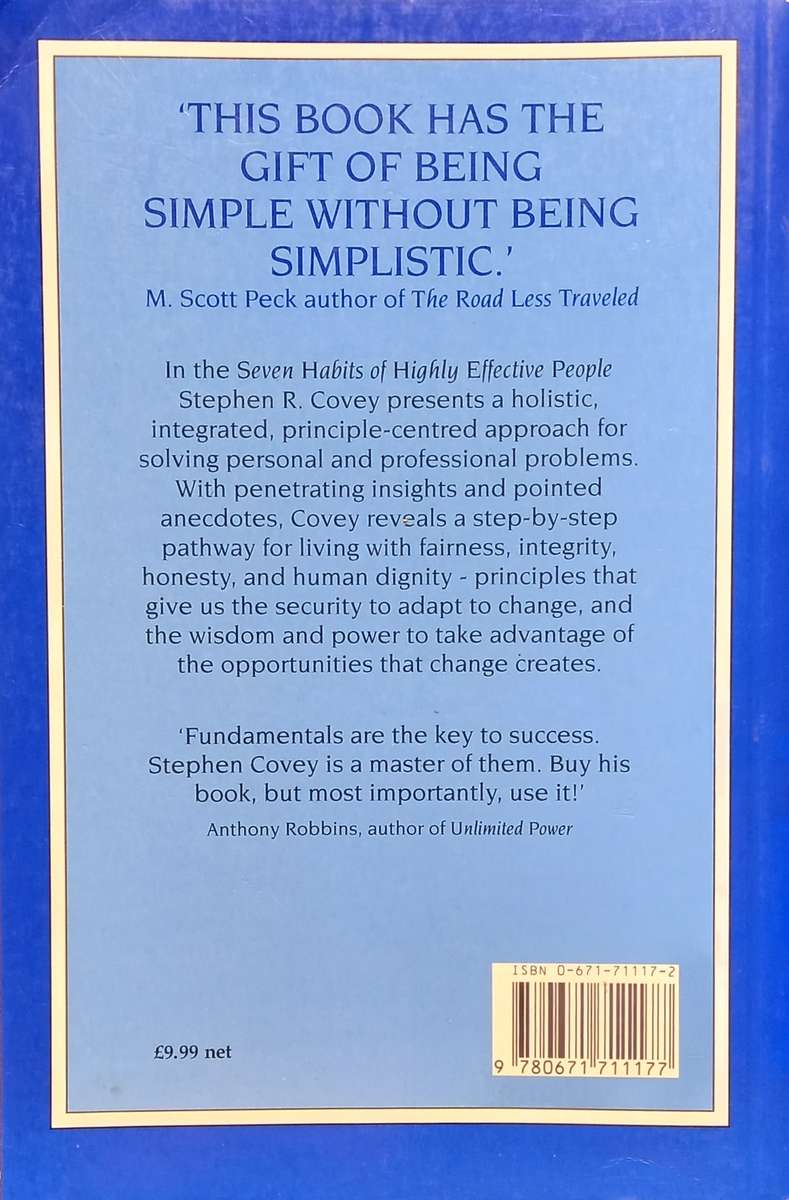 ‘THIS BOOK HAS THE
GIFT OF BEING
SIMPLE WITHOUT BEING
SIMPLISTIC.’
M. Scott Peck author of The Road Less Traveled
In the Seven Habits of Highly Effective People
Stephen R. Covey presents a holistic,
integrated, principle-centred approach for
solving personal and professional problems.
With penetrating insights and pointed
anecdotes, Covey reveals a step-by-step
pathway for living with fairness, integrity,
honesty, and human dignity - principles that
give us the security to adapt to change, and
the wisdom and power to take advantage of
the opportunities that change creates.
‘Fundamentals are the key to success.
Stephen Covey is a master of them. Buy his
book, but most importantly, use it!’
Anthony Robbins, author of Unlimited Power
ISBN 0-671-71117-2
£9.99 net
9 780671 711177